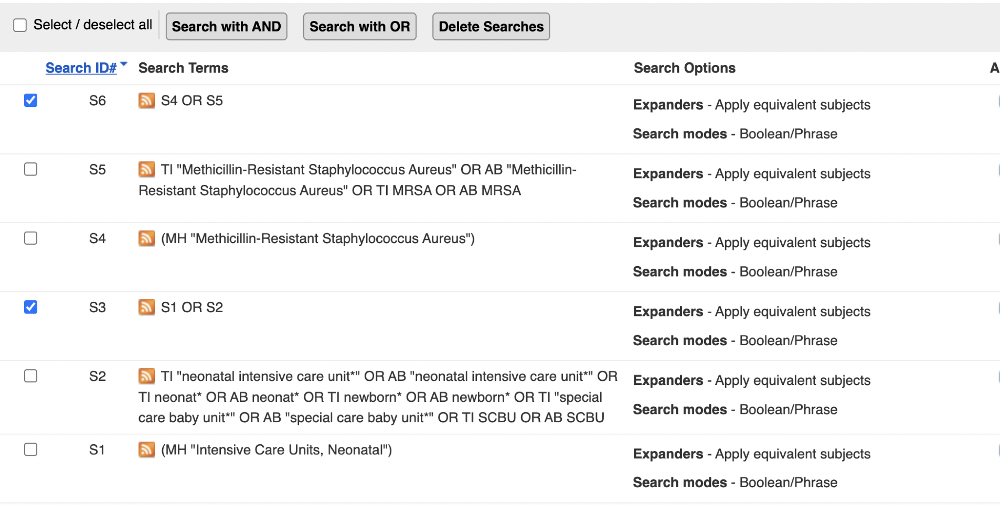 Select / deselect all Search with AND Search with OR Delete Searches
Search ID# Search Terms Search Options A
S6 S4 OR S5 Expanders - Apply equivalent subjects
Search modes - Boolean/Phrase
S5 TI "Methicillin-Resistant Staphylococcus Aureus" OR AB "Methicillin-
Resistant Staphylococcus Aureus" OR TI MRSA OR AB MRSA
Expanders - Apply equivalent subjects
Search modes - Boolean/Phrase
S4 (MH "Methicillin-Resistant Staphylococcus Aureus") Expanders - Apply equivalent subjects
Search modes - Boolean/Phrase
S3 S1 OR S2 Expanders - Apply equivalent subjects
Search modes - Boolean/Phrase
S2 TI "neonatal intensive care unit*" OR AB "neonatal intensive care unit*" OR
TI neonat* OR AB neonat* OR TI newborn* OR AB newborn* OR TI "special
care baby unit*" OR AB "special care baby unit*" OR TI SCBU OR AB SCBU
Expanders - Apply equivalent subjects
Search modes - Boolean/Phrase
S1 (MH "Intensive Care Units, Neonatal") Expanders - Apply equivalent subjects
Search modes - Boolean/Phrase